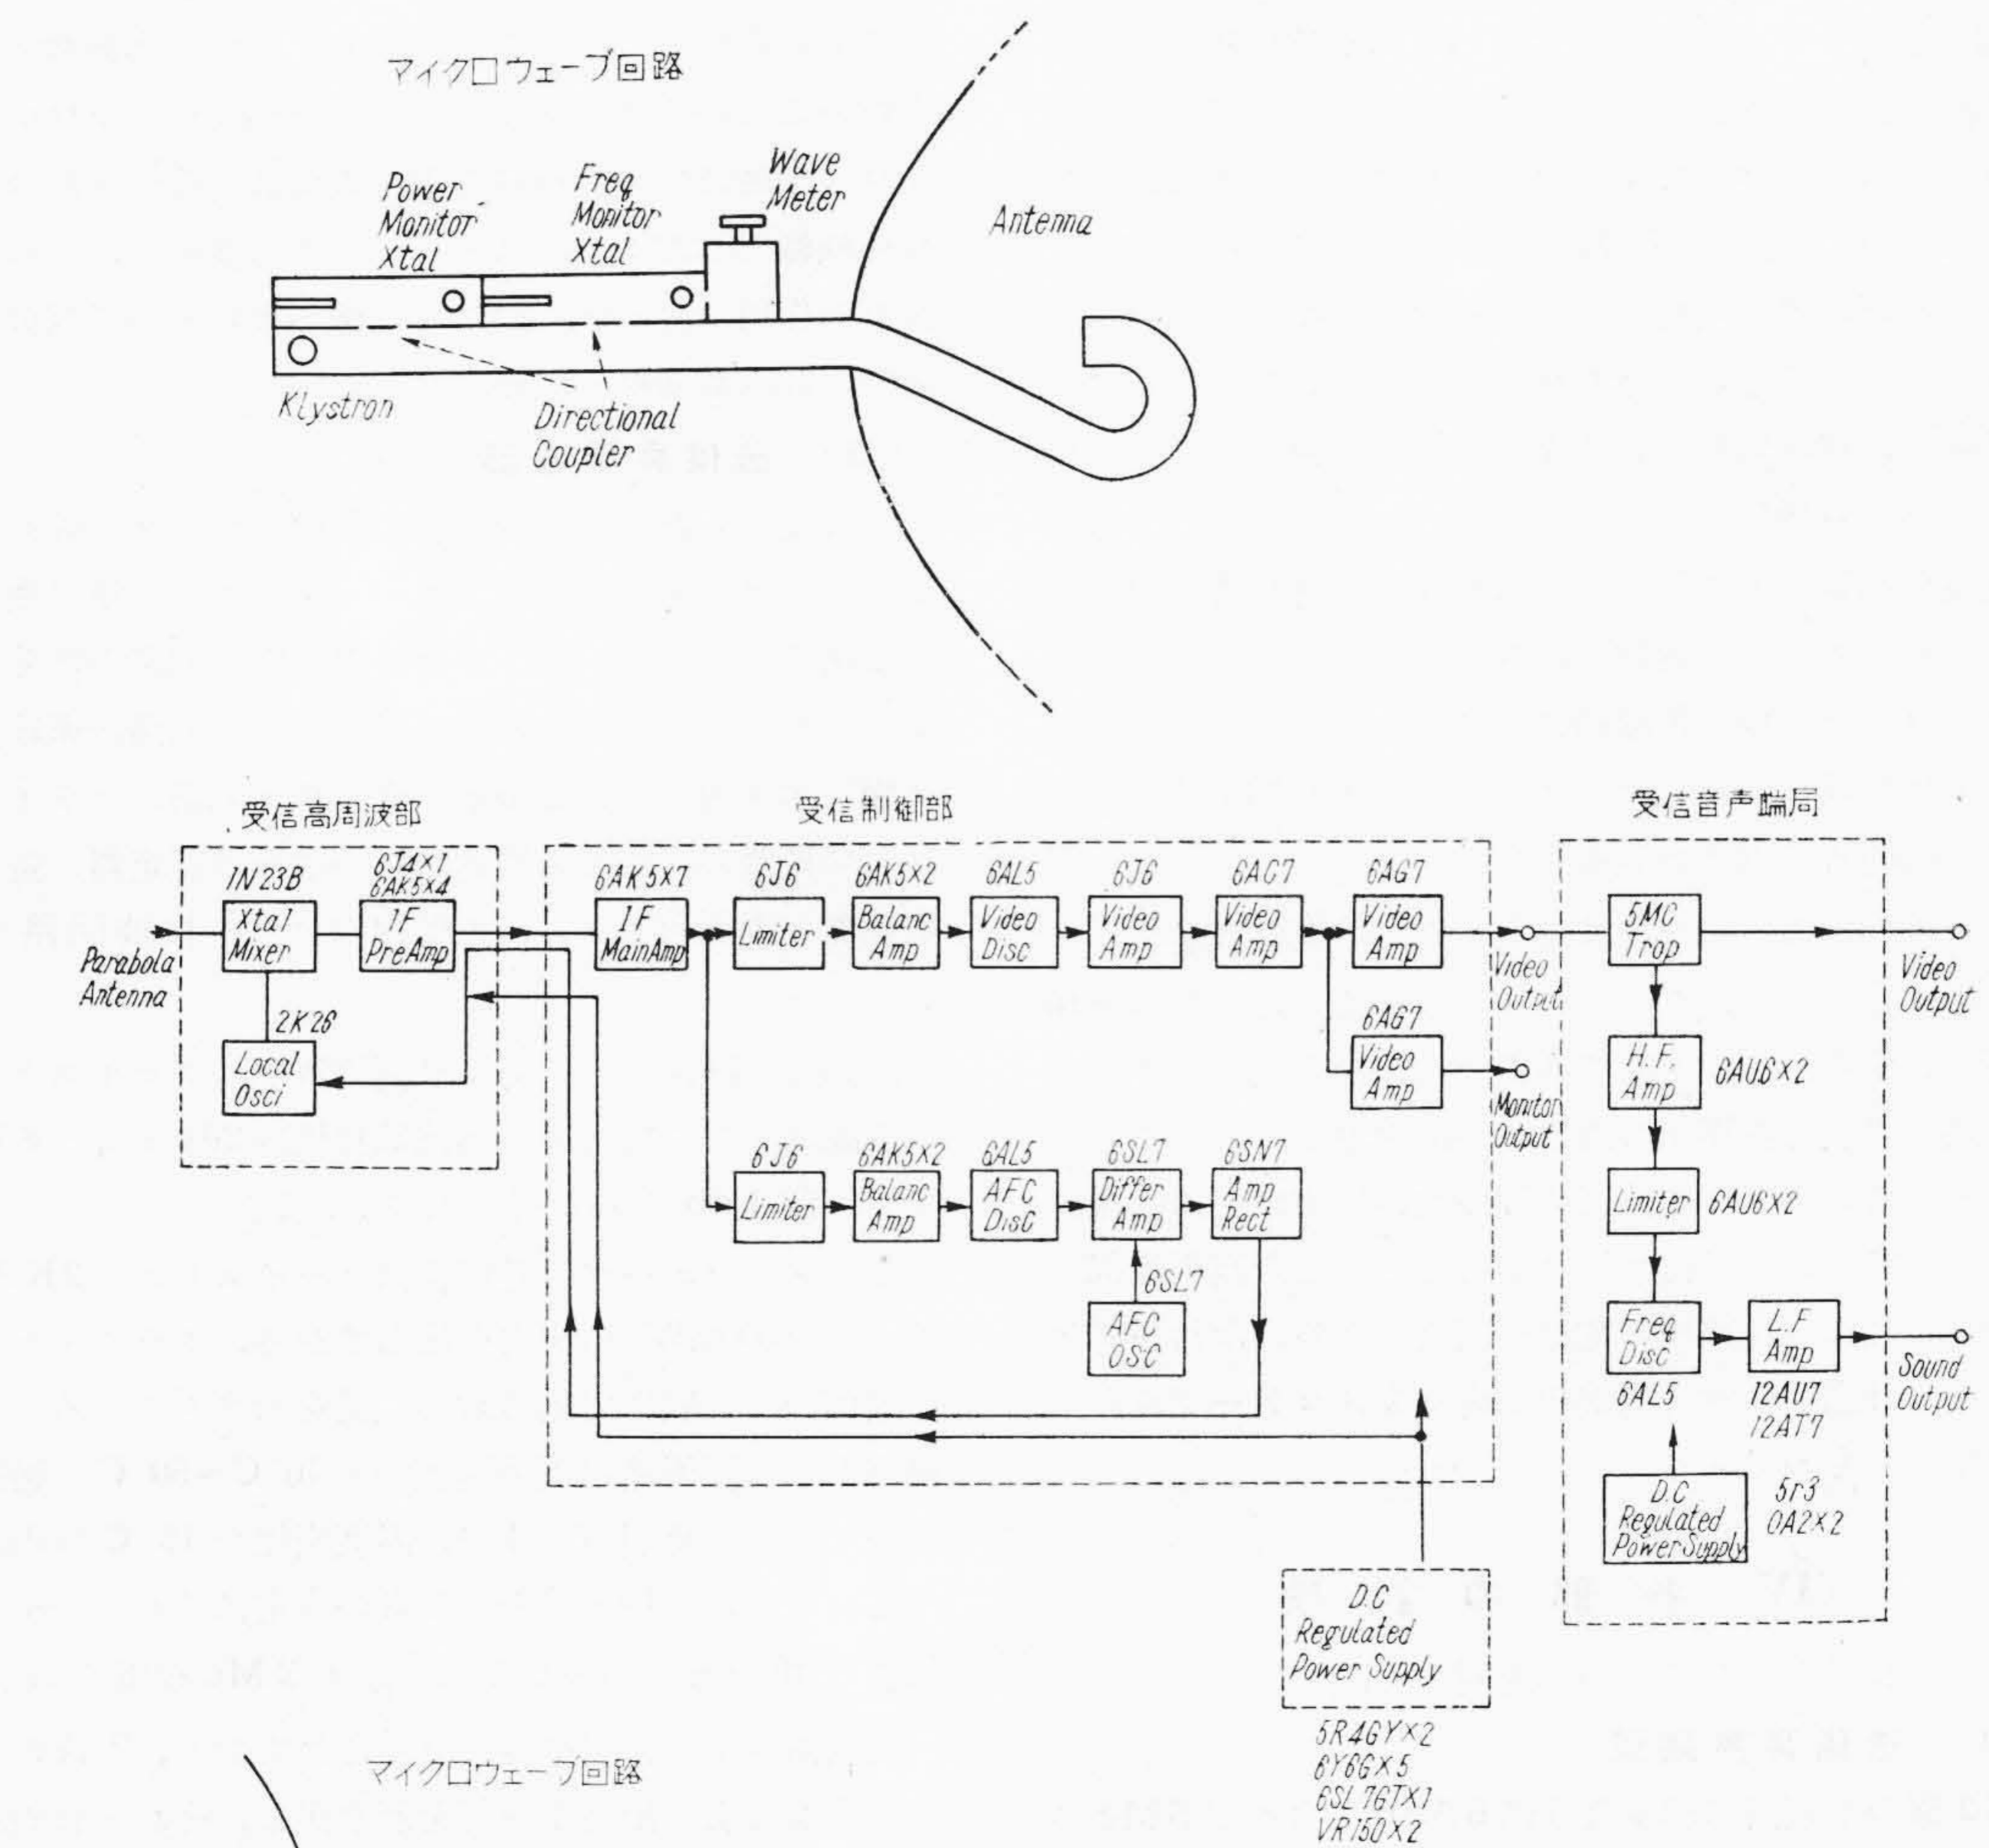 マイクロウェーブ回路
Power
Monitor
Xtal
Freq
Monitor
Xtal
Wave
Meter
Antenna
Klystron
Directional
Coupler
受信高周波部
受信制御部
受信音声端局
1N23B
6J4×1
6AK5×4
6AK5×7
6J6
6AK5×2
6AL5
6J6
6AC7
6AG7
Xtal
Mixer
IF
PreAmp
IF
MainAmp
Limiter
Balanc
Amp
Video
Disc
Video
Amp
Video
Amp
Video
Amp
5MC
Trop
Parabola
Antenna
Video
Output
Video
Output
2K26
Local
Osci
6AG7
Video
Amp
Monitor
Output
H.F.
Amp
6AU6×2
6J6
6AK5×2
6AL5
6SL7
6SN7
Limiter
Balanc
Amp
AFC
Disc
Differ
Amp
Amp
Rect
Limiter
6AU6×2
6SL7
AFC
OSC
Freq
Disc
L.F
Amp
Sound
Output
6AL5
12AU7
12AT7
D.C
Regulated
Power Supply
5r3
OA2×2
D.C
Regulated
Power Supply
5R4GY×2
6Y6G×5
6SL7GT×1
VR150×2
マイクロウェーブ回路